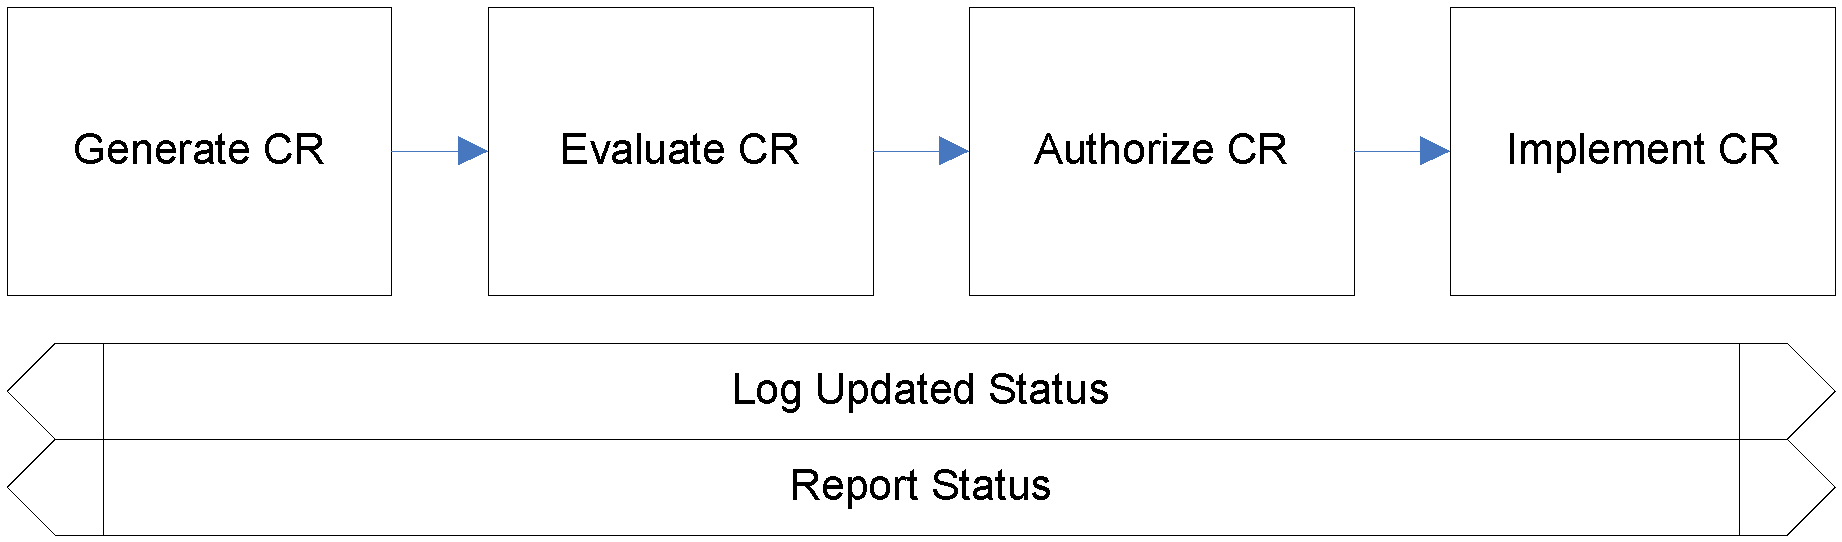 Generate CR
Evaluate CR
Authorize CR
Implement CR
Log Updated Status
Report Status